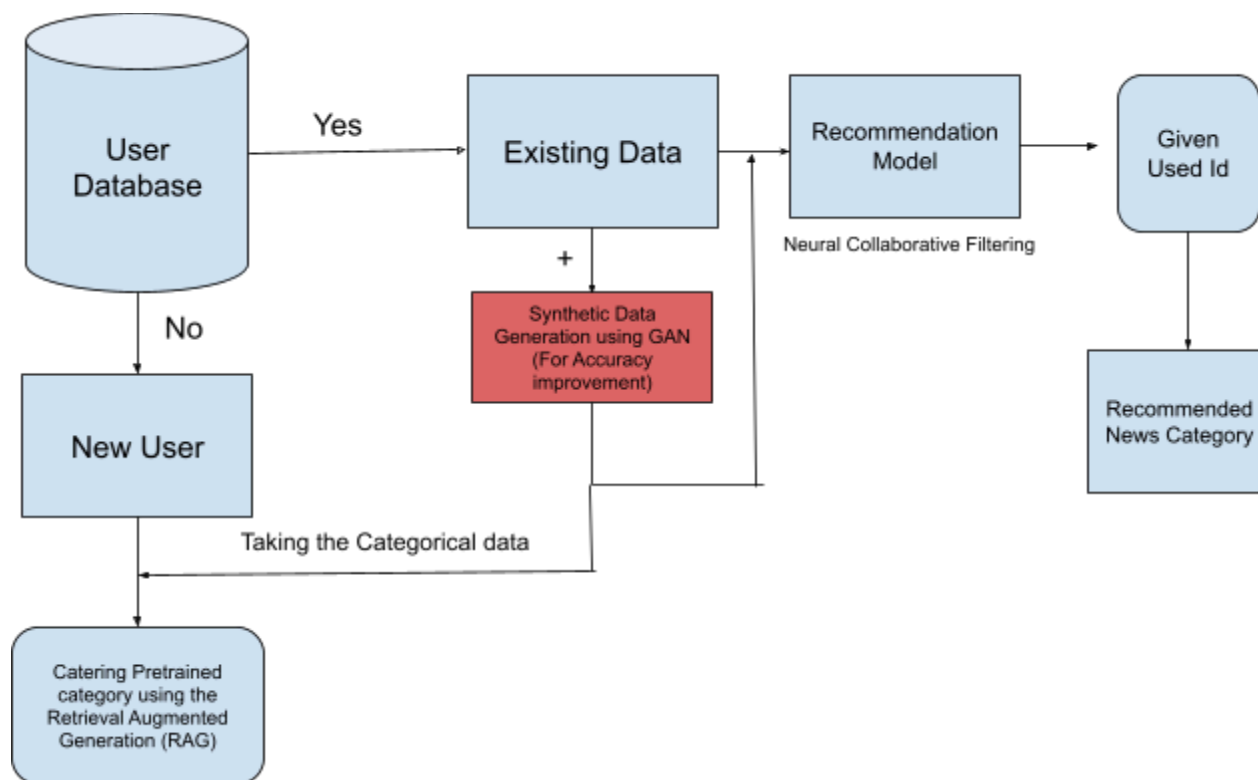 User
Database
Yes
Existing Data
Recommendation
Model
Neural Collaborative Filtering
Given
Used Id
No
+
Synthetic Data
Generation using GAN
(For Accuracy
improvement)
New User
Recommended
News Category
Taking the Categorical data
Catering Pretrained
category using the
Retrieval Augmented
Generation (RAG)